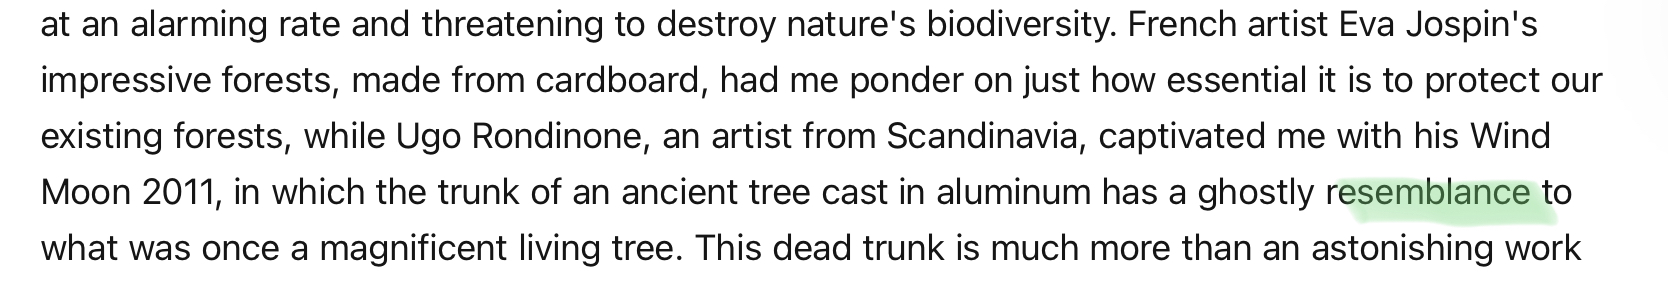 at an alarming rate and threatening to destroy nature's biodiversity. French artist Eva Jospin's
impressive forests, made from cardboard, had me ponder on just how essential it is to protect our
existing forests, while Ugo Rondinone, an artist from Scandinavia, captivated me with his Wind
Moon 2011, in which the trunk of an ancient tree cast in aluminum has a ghostly resemblance to
what was once a magnificent living tree. This dead trunk is much more than an astonishing work